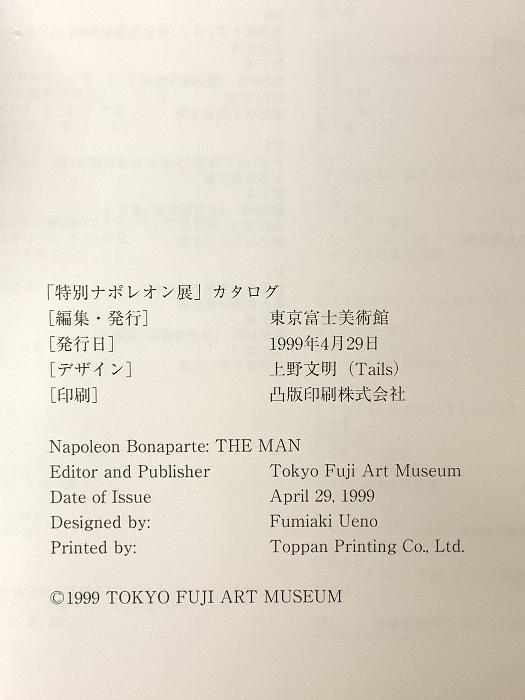 「特別ナポレオン展」カタログ
[編集・発行] 東京富士美術館
[発行日] 1999年4月29日
[デザイン] 上野文明 (Tails)
[印刷] 凸版印刷株式会社
Napoleon Bonaparte: THE MAN
Editor and Publisher Tokyo Fuji Art Museum
Date of Issue April 29, 1999
Designed by: Fumiaki Ueno
Printed by: Toppan Printing Co., Ltd.
©1999 TOKYO FUJI ART MUSEUM